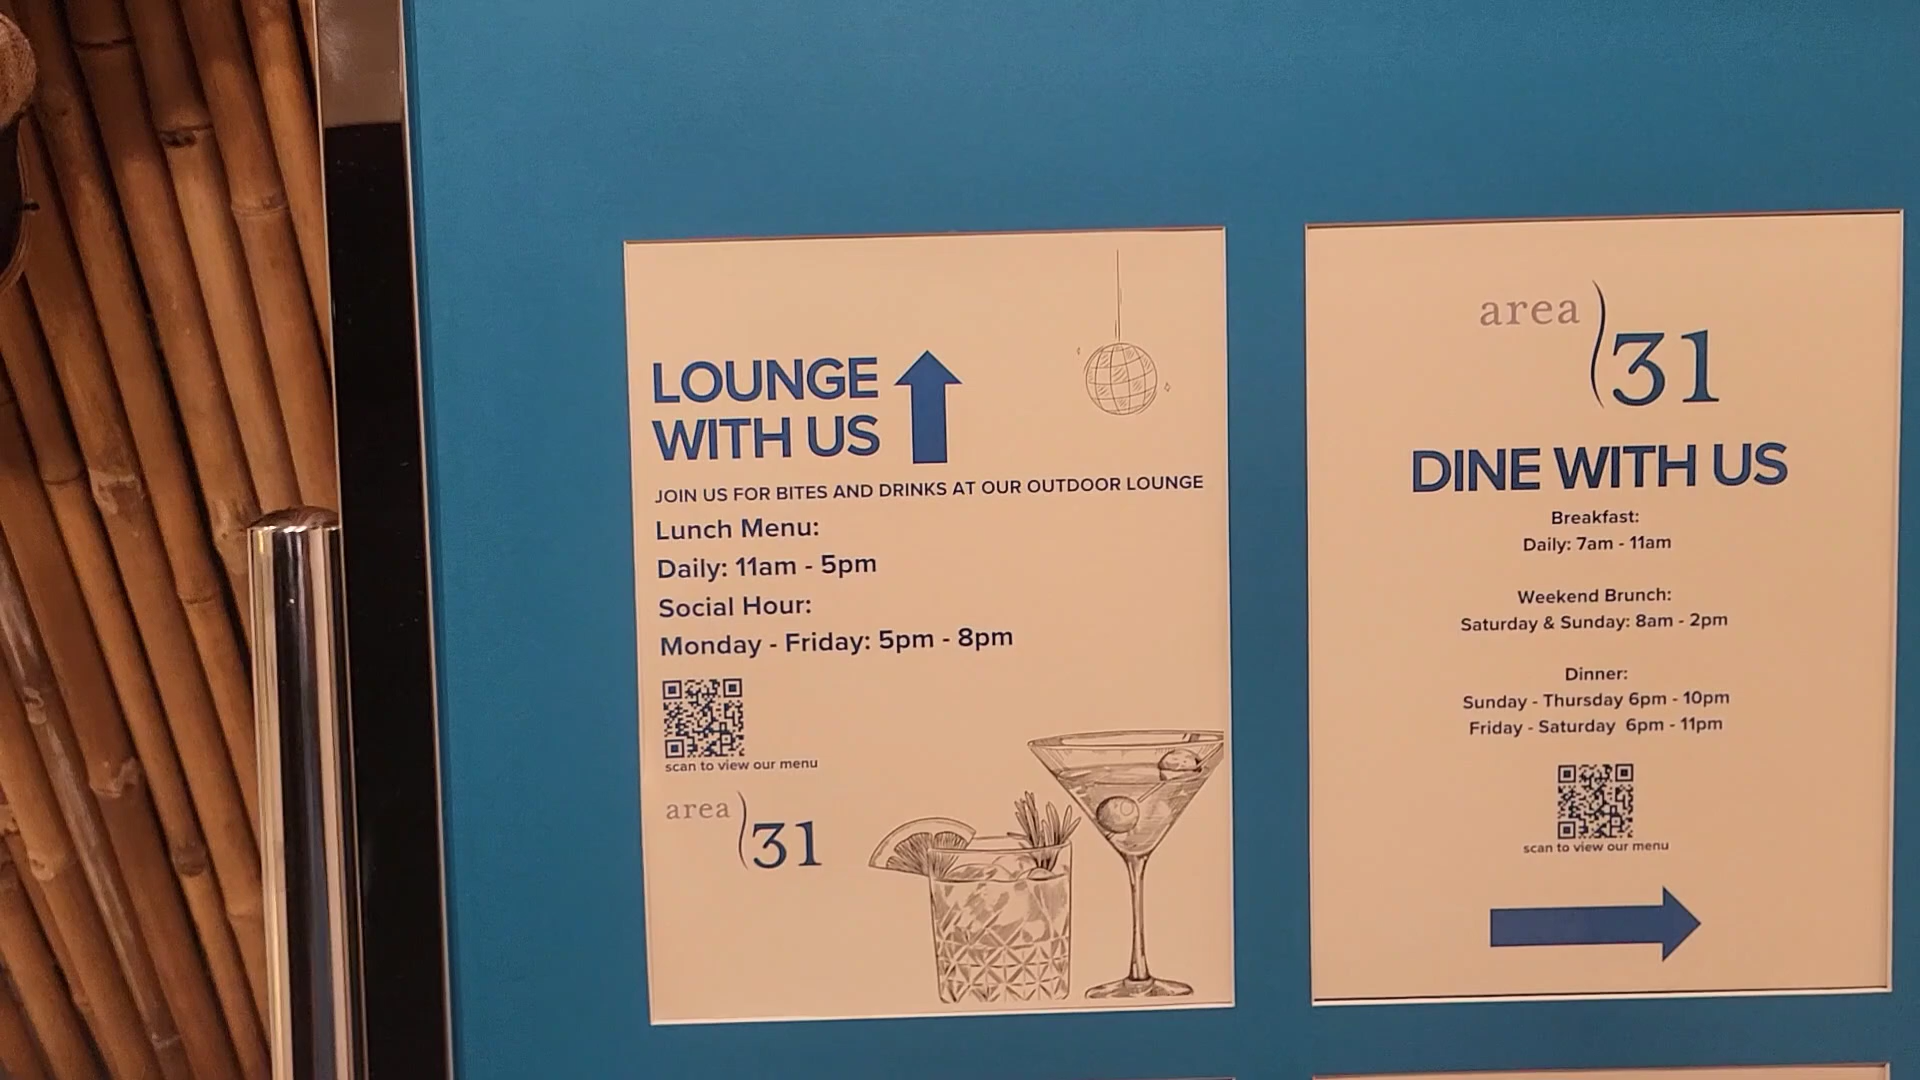 LOUNGE
WITH US
JOIN US FOR BITES AND DRINKS AT OUR OUTDOOR LOUNGE
Lunch Menu:
Daily: 11am - 5pm
Social Hour:
Monday - Friday: 5pm - 8pm
scan to view our menu
area
31
area
31
DINE WITH US
Breakfast:
Daily: 7am - 11am
Weekend Brunch:
Saturday & Sunday: 8am - 2pm
Dinner:
Sunday - Thursday 6pm - 10pm
Friday - Saturday 6pm - 11pm
scan to view our menu